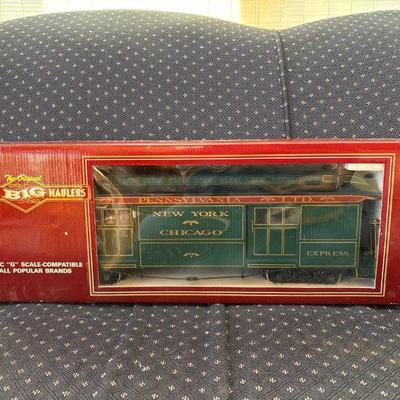 The Original
BIG HAULERS
PENNSYLVANIA LTD.
NEW YORK
CHICAGO
EXPRESS
C "G" SCALE-COMPATIBLE
ALL POPULAR BRANDS